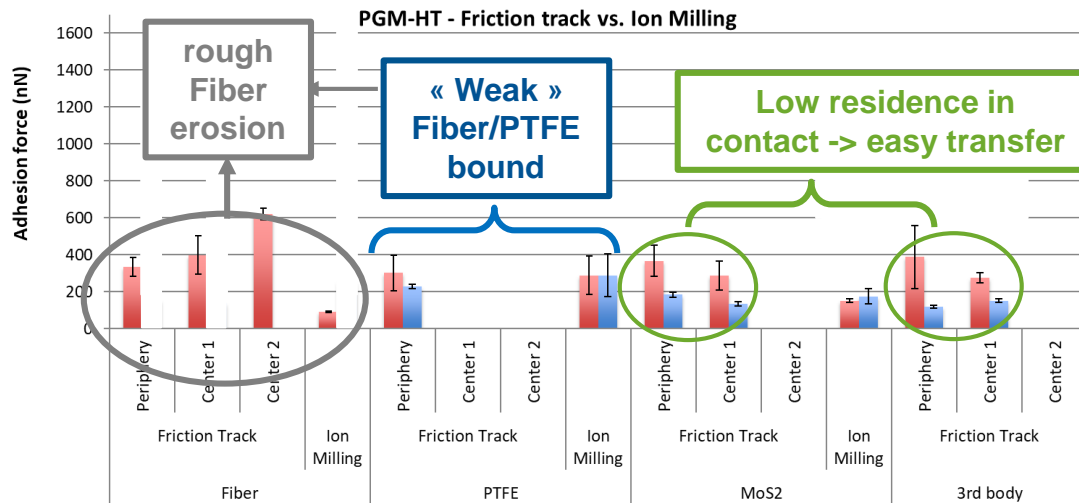 PGM-HT - Friction track vs. Ion Milling
Adhesion force (nN)
1600
1400
1200
1000
800
600
400
200
0
rough
Fiber
erosion
« Weak »
Fiber/PTFE
bound
Low residence in
contact -> easy transfer
Periphery
Center 1
Center 2
Periphery
Center 1
Center 2
Periphery
Center 1
Center 2
Periphery
Center 1
Center 2
Friction Track
Ion
Milling
Friction Track
Ion
Milling
Friction Track
Ion
Milling
Friction Track
Fiber
PTFE
MoS2
3rd body